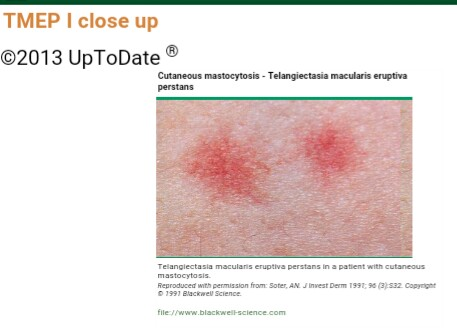 TMEP I close up
©2013 UpToDate ®
Cutaneous mastocytosis - Telangiectasia macularis eruptiva
perstans
Telangiectasia macularis eruptiva perstans in a patient with cutaneous
mastocytosis.
Reproduced with permission from: Soter, AN. J Invest Derm 1991; 96 (3):S32. Copyright
© 1991 Blackwell Science.
file://www.blackwell-science.com